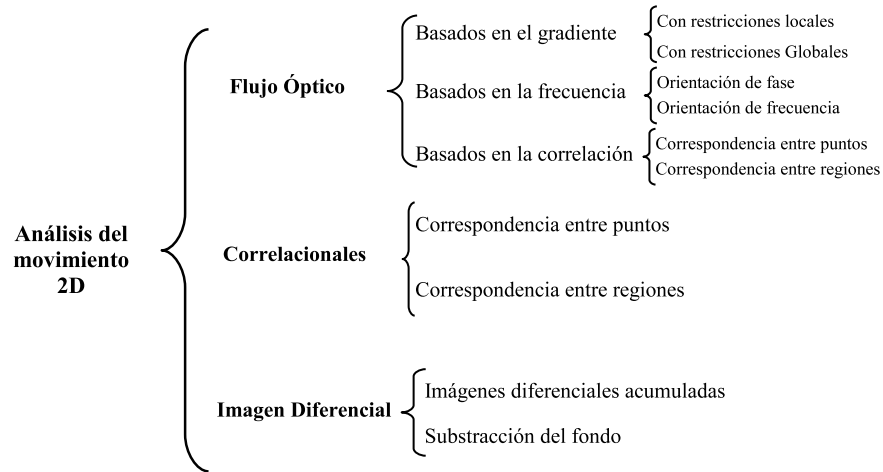 Análisis del
movimiento
2D
Flujo Óptico
Basados en el gradiente
Con restricciones locales
Con restricciones Globales
Basados en la frecuencia
Orientación de fase
Orientación de frecuencia
Basados en la correlación
Correspondencia entre puntos
Correspondencia entre regiones
Correlacionales
Correspondencia entre puntos
Correspondencia entre regiones
Imagen Diferencial
Imágenes diferenciales acumuladas
Substracción del fondo